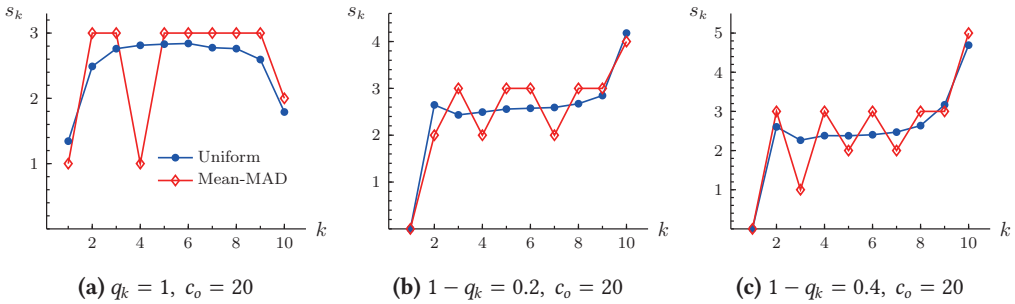 s_k
3
2
1
Uniform
Mean-MAD
2 4 6 8 10 k
(a) q_k = 1, c_o = 20
s_k
4
3
2
1
2 4 6 8 10 k
(b) 1 − q_k = 0.2, c_o = 20
s_k
5
4
3
2
1
2 4 6 8 10 k
(c) 1 − q_k = 0.4, c_o = 20